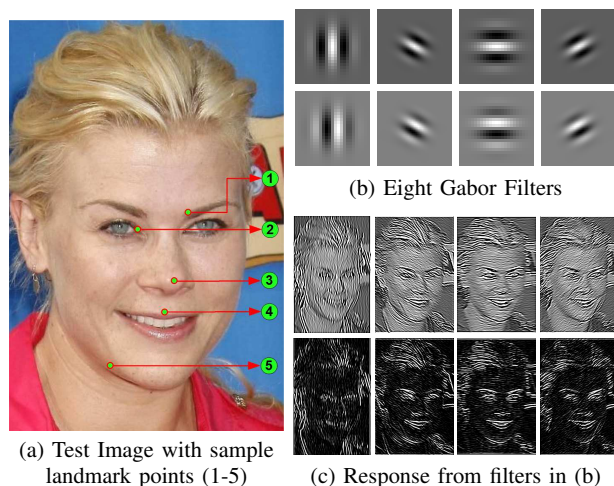 1
2
3
4
5
(a) Test Image with sample
landmark points (1-5)
(b) Eight Gabor Filters
(c) Response from filters in (b)